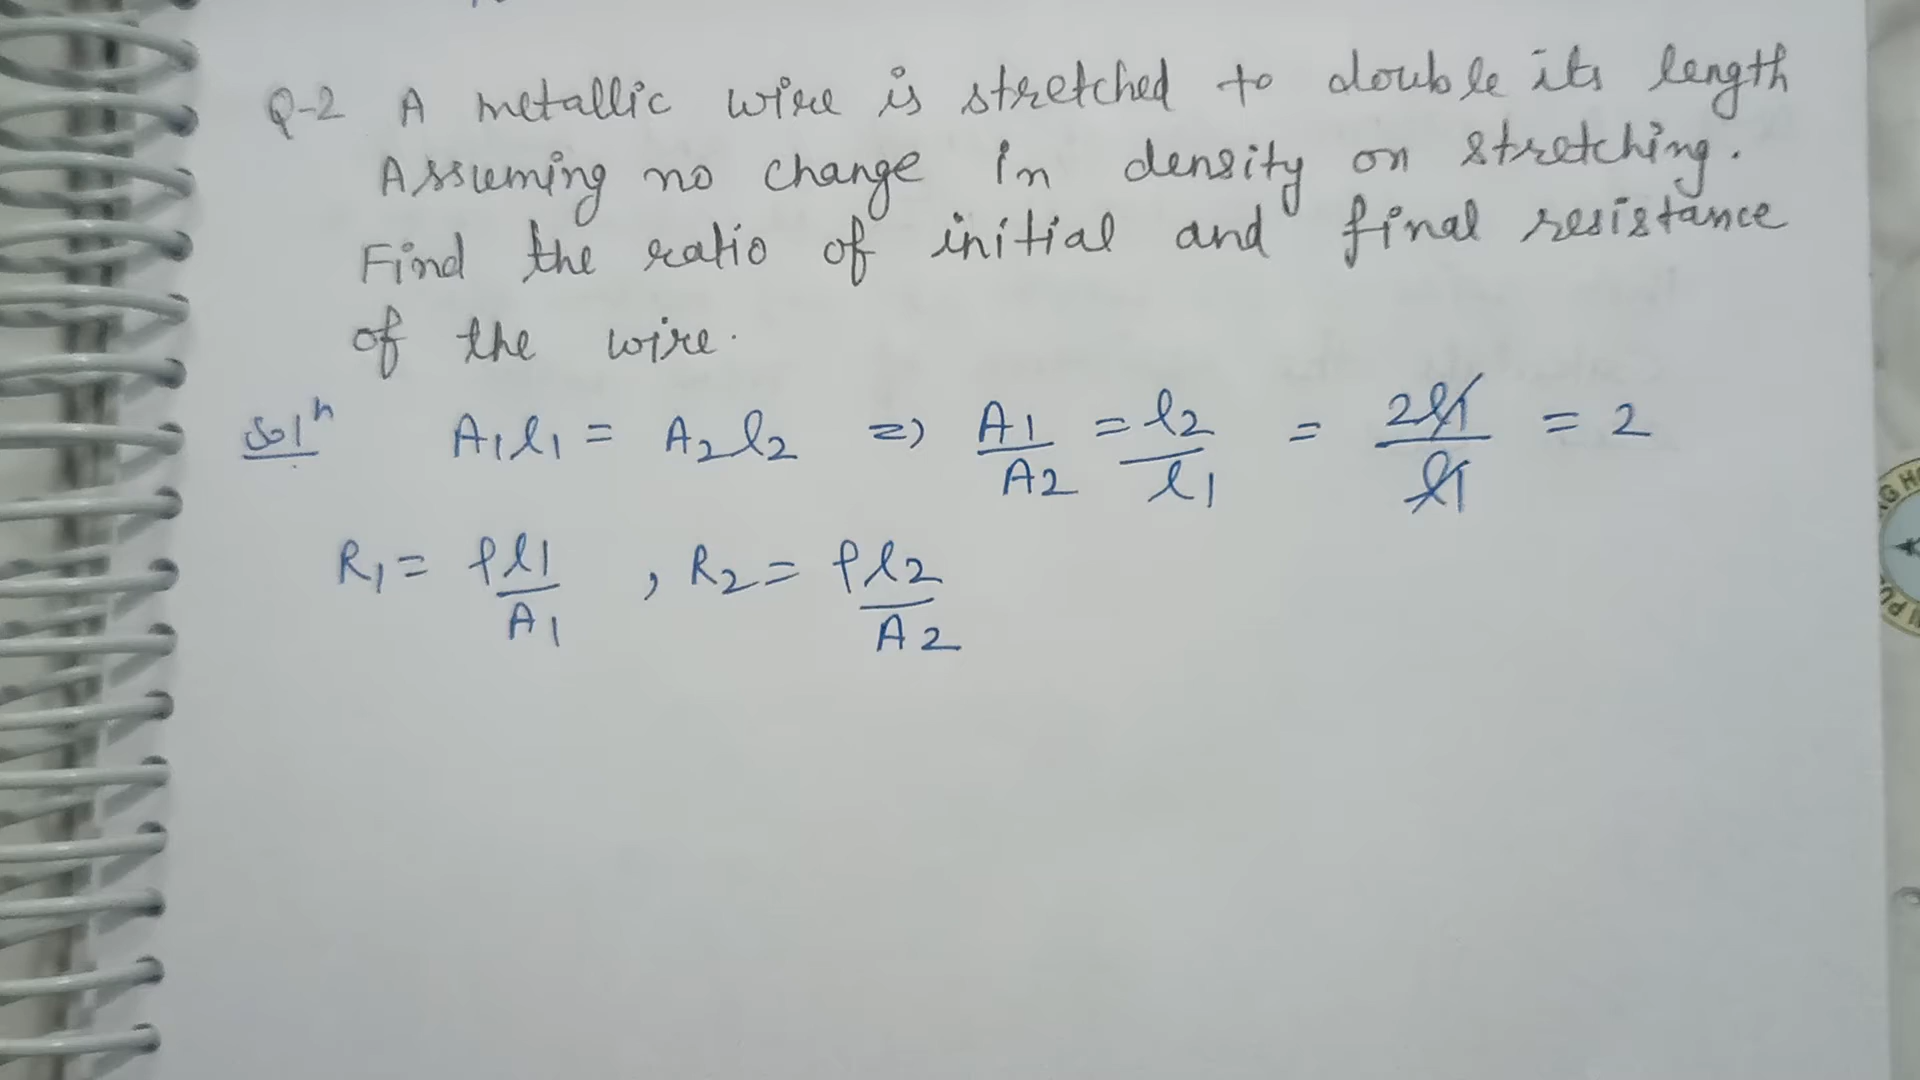 Q-2 A metallic wire is stretched to double its length
Assuming no change in density on stretching.
Find the ratio of initial and final resistance
of the wire.
Solⁿ A₁l₁ = A₂l₂ => A1/A2 = l2/l1 = 2l1/l1 = 2
R₁ = ρl1/A1 , R₂ = ρl2/A2